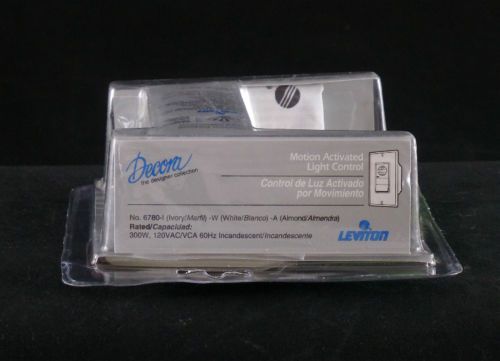 Decora
the designer collection
Motion Activated
Light Control
Control de Luz Activado
por Movimiento
No. 6780-I (Ivory/Marfil) -W (White/Blanco) -A (Almond/Almendra)
Rated/Capacidad:
300W, 120VAC/VCA 60Hz Incandescent/Incandescente
LEVITON